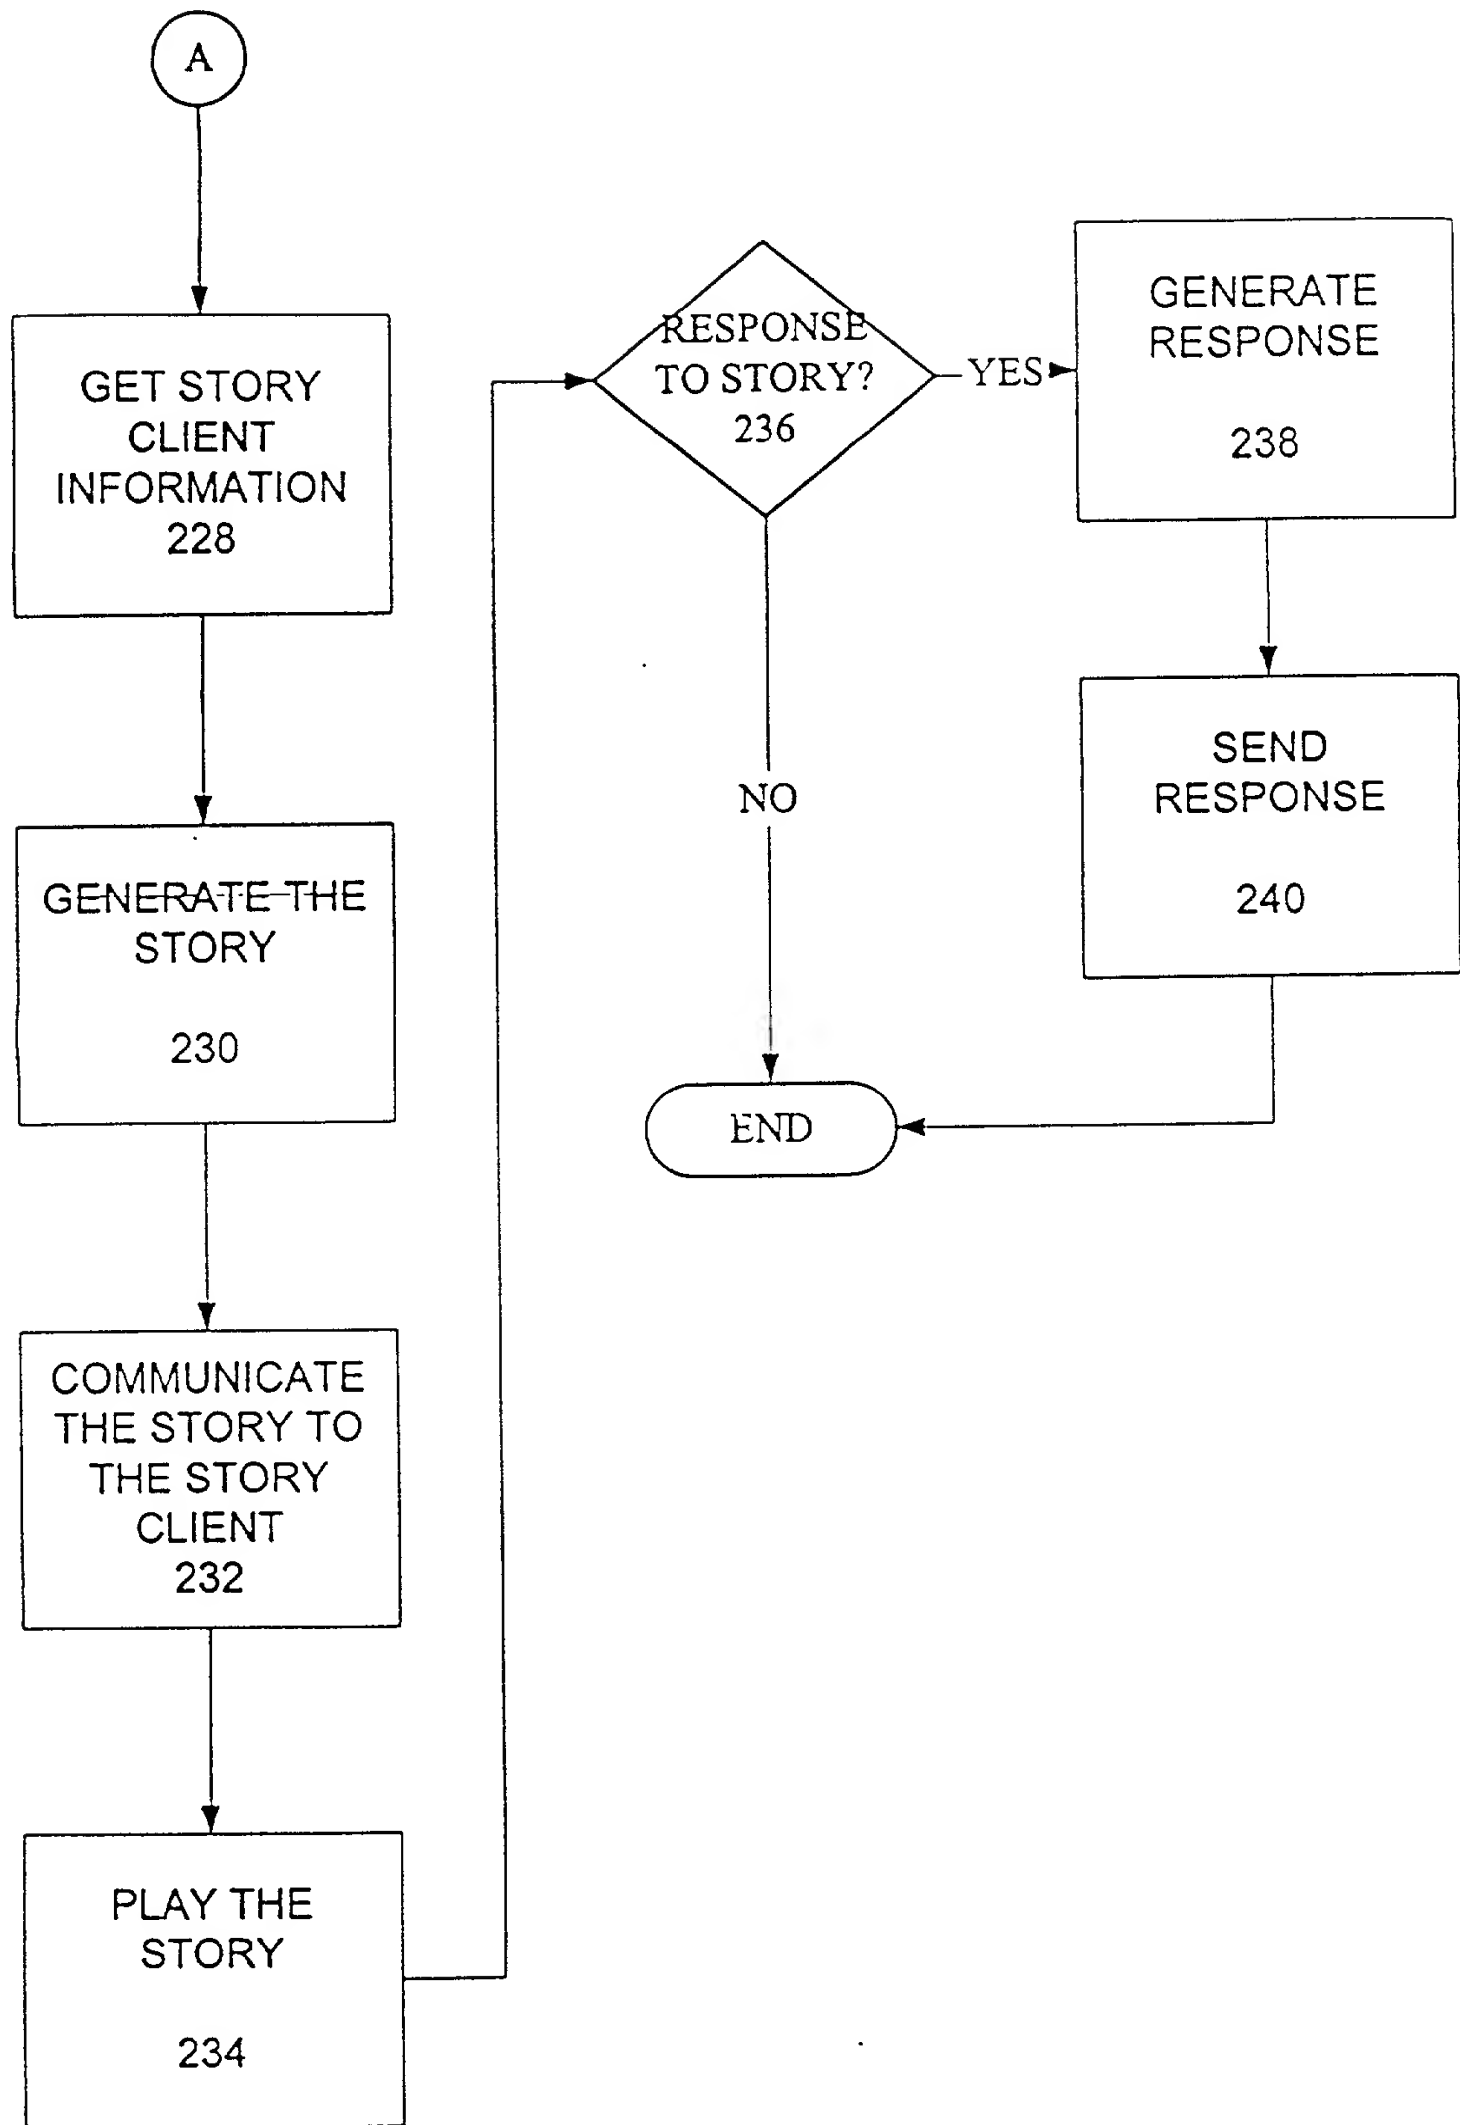 A
GET STORY
CLIENT
INFORMATION
228
GENERATE THE
STORY
230
COMMUNICATE
THE STORY TO
THE STORY
CLIENT
232
PLAY THE
STORY
234
RESPONSE
TO STORY?
236
YES
NO
GENERATE
RESPONSE
238
SEND
RESPONSE
240
END